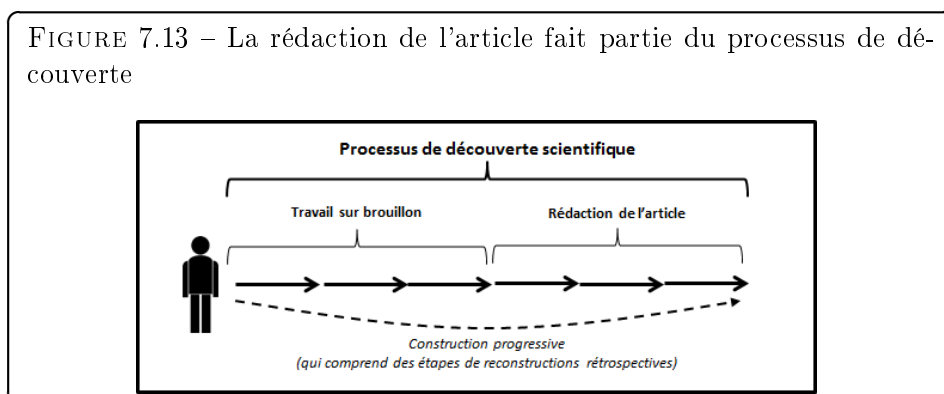 FIGURE 7.13 – La rédaction de l'article fait partie du processus de dé-
couverte
Processus de découverte scientifique
Travail sur brouillon
Rédaction de l'article
Construction progressive
(qui comprend des étapes de reconstructions rétrospectives)